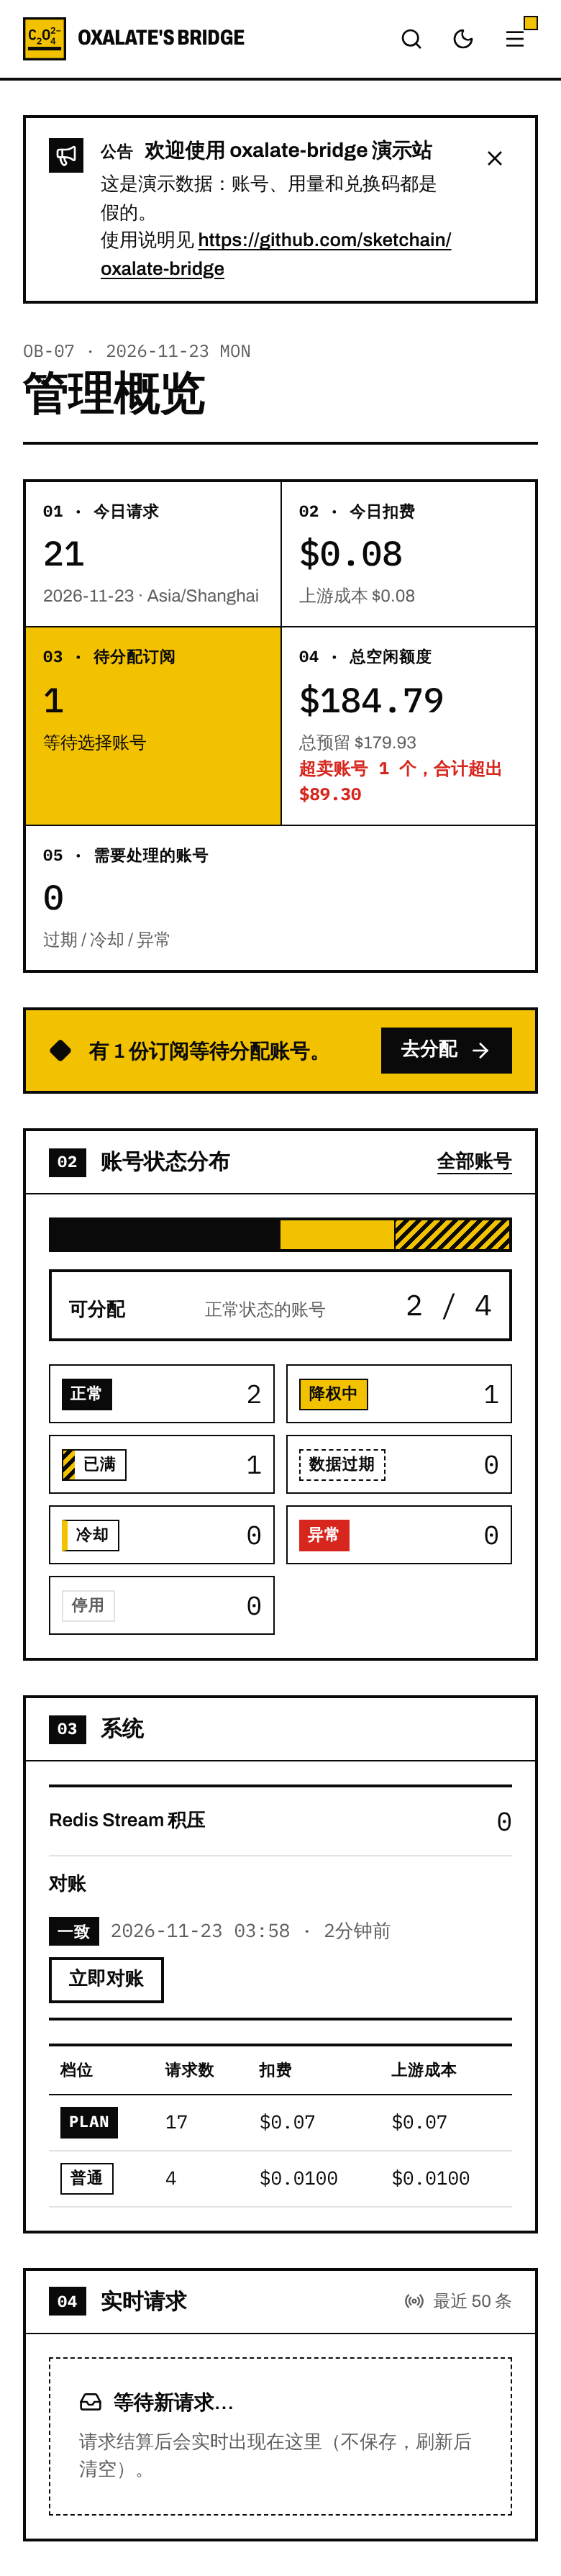 C₂O₄²⁻ OXALATE'S BRIDGE
公告 欢迎使用 oxalate-bridge 演示站
这是演示数据：账号、用量和兑换码都是
假的。
使用说明见 https://github.com/sketchain/
oxalate-bridge
OB-07 · 2026-11-23 MON
管理概览
01 · 今日请求
21
2026-11-23 · Asia/Shanghai
02 · 今日扣费
$0.08
上游成本 $0.08
03 · 待分配订阅
1
等待选择账号
04 · 总空闲额度
$184.79
总预留 $179.93
超卖账号 1 个，合计超出
$89.30
05 · 需要处理的账号
0
过期 / 冷却 / 异常
有 1 份订阅等待分配账号。 去分配
02 账号状态分布 全部账号
可分配 正常状态的账号 2 / 4
正常 2
降权中 1
已满 1
数据过期 0
冷却 0
异常 0
停用 0
03 系统
Redis Stream 积压 0
对账
一致 2026-11-23 03:58 · 2分钟前
立即对账
档位 请求数 扣费 上游成本
PLAN 17 $0.07 $0.07
普通 4 $0.0100 $0.0100
04 实时请求 最近 50 条
等待新请求…
请求结算后会实时出现在这里（不保存，刷新后
清空）。